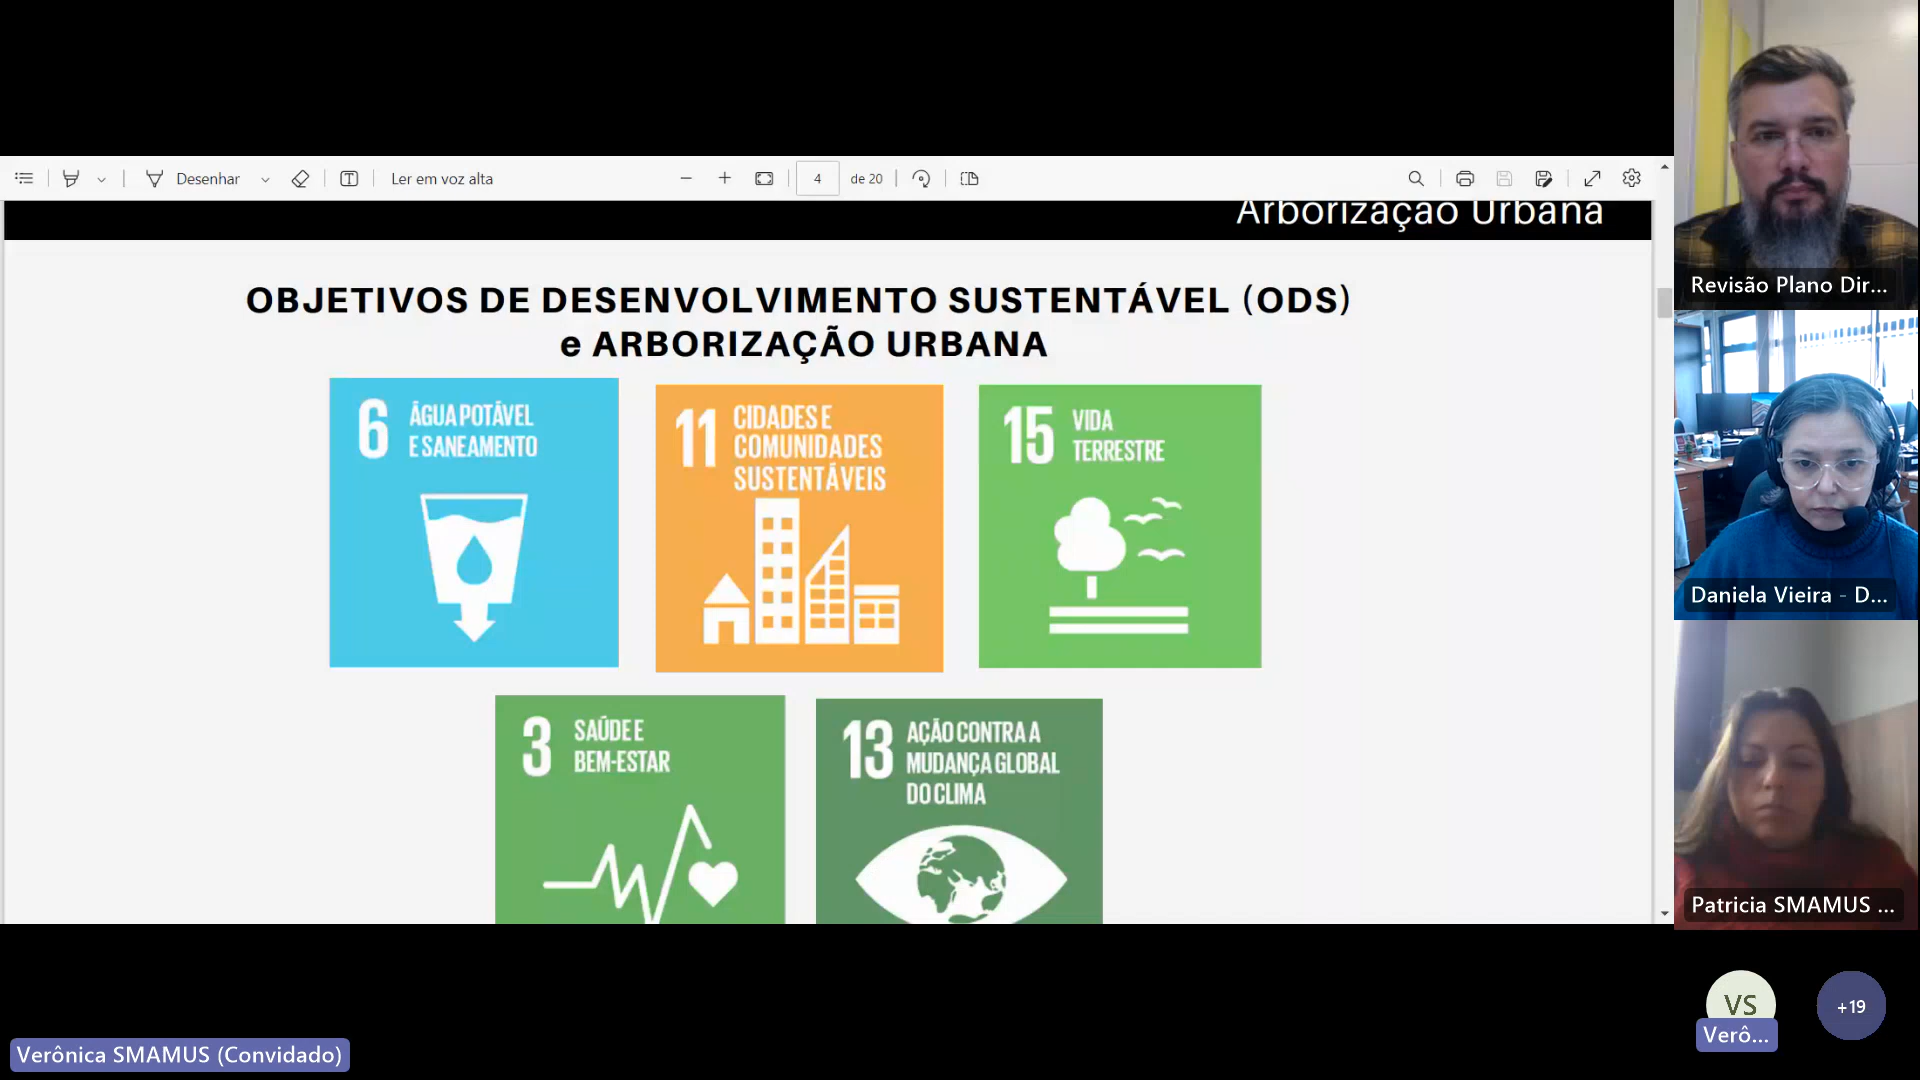 Desenhar
Ler em voz alta
4
de 20
Arborização Urbana
OBJETIVOS DE DESENVOLVIMENTO SUSTENTÁVEL (ODS)
e ARBORIZAÇÃO URBANA
6 ÁGUA POTÁVEL
E SANEAMENTO
11 CIDADES E
COMUNIDADES
SUSTENTÁVEIS
15 VIDA
TERRESTRE
3 SAÚDE E
BEM-ESTAR
13 AÇÃO CONTRA A
MUDANÇA GLOBAL
DO CLIMA
Revisão Plano Dir...
Daniela Vieira - D...
Patricia SMAMUS ...
VS
Verô...
+19
Verônica SMAMUS (Convidado)